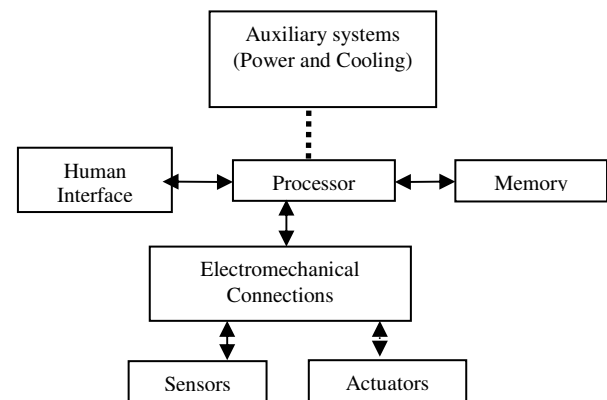 Auxiliary systems
(Power and Cooling)
Human
Interface
Processor
Memory
Electromechanical
Connections
Sensors
Actuators